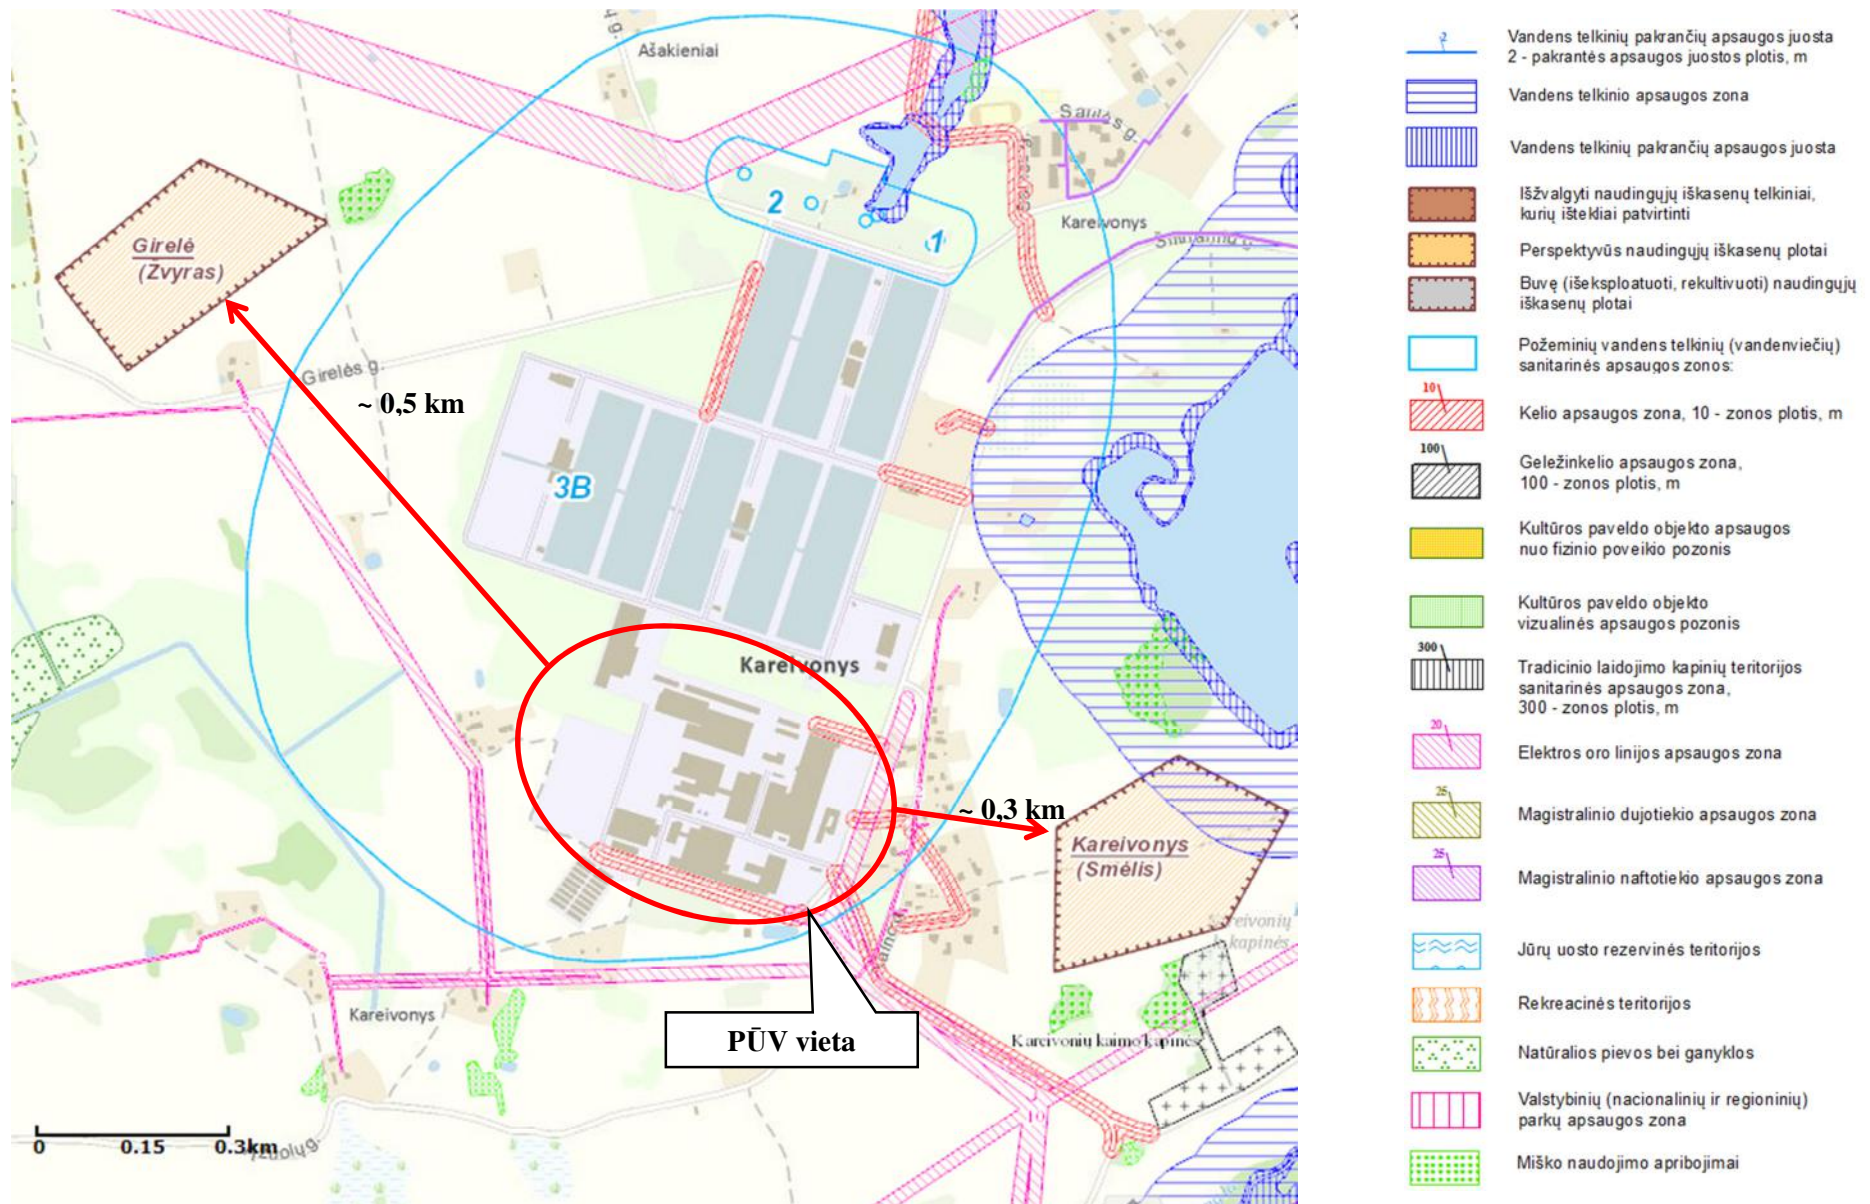 Ašakieniai
Saulės g.
Kareivonys
2
1
Girelė
(Žvyras)
Girelės g.
~ 0,5 km
3B
Kareivonys
~ 0,3 km
Kareivonys
(Smėlis)
Kareivonių
kapinės
Kareivonys
PŪV vieta
Kareivonių kaimo kapinės
0 0.15 0.3km
2
Vandens telkinių pakrančių apsaugos juosta
2 - pakrantės apsaugos juostos plotis, m
Vandens telkinio apsaugos zona
Vandens telkinių pakrančių apsaugos juosta
Išžvalgyti naudingųjų iškasenų telkiniai,
kurių ištekliai patvirtinti
Perspektyvūs naudingųjų iškasenų plotai
Buvę (išeksploatuoti, rekultivuoti) naudingųjų
iškasenų plotai
Požeminių vandens telkinių (vandenviečių)
sanitarinės apsaugos zonos:
10
Kelio apsaugos zona, 10 - zonos plotis, m
100
Geležinkelio apsaugos zona,
100 - zonos plotis, m
Kultūros paveldo objekto apsaugos
nuo fizinio poveikio pozonis
Kultūros paveldo objekto
vizualinės apsaugos pozonis
300
Tradicinio laidojimo kapinių teritorijos
sanitarinės apsaugos zona,
300 - zonos plotis, m
20
Elektros oro linijos apsaugos zona
25
Magistralinio dujotiekio apsaugos zona
25
Magistralinio naftotiekio apsaugos zona
Jūrų uosto rezervinės teritorijos
Rekreacinės teritorijos
Natūralios pievos bei ganyklos
Valstybinių (nacionalinių ir regioninių)
parkų apsaugos zona
Miško naudojimo apribojimai